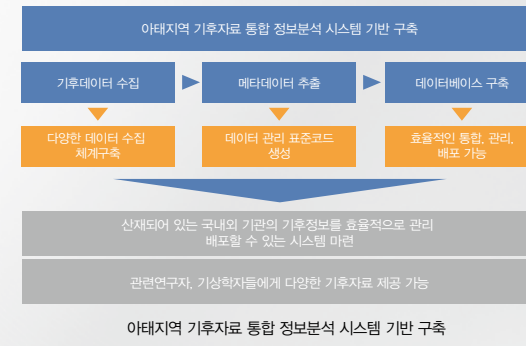 아태지역 기후자료 통합 정보분석 시스템 기반 구축
기후데이터 수집
메타데이터 추출
데이터베이스 구축
다양한 데이터 수집
체계구축
데이터 관리 표준코드
생성
효율적인 통합, 관리,
배포 가능
산재되어 있는 국내외 기관의 기후정보를 효율적으로 관리
배포할 수 있는 시스템 마련
관련연구자, 기상학자들에게 다양한 기후자료 제공 가능
아태지역 기후자료 통합 정보분석 시스템 기반 구축